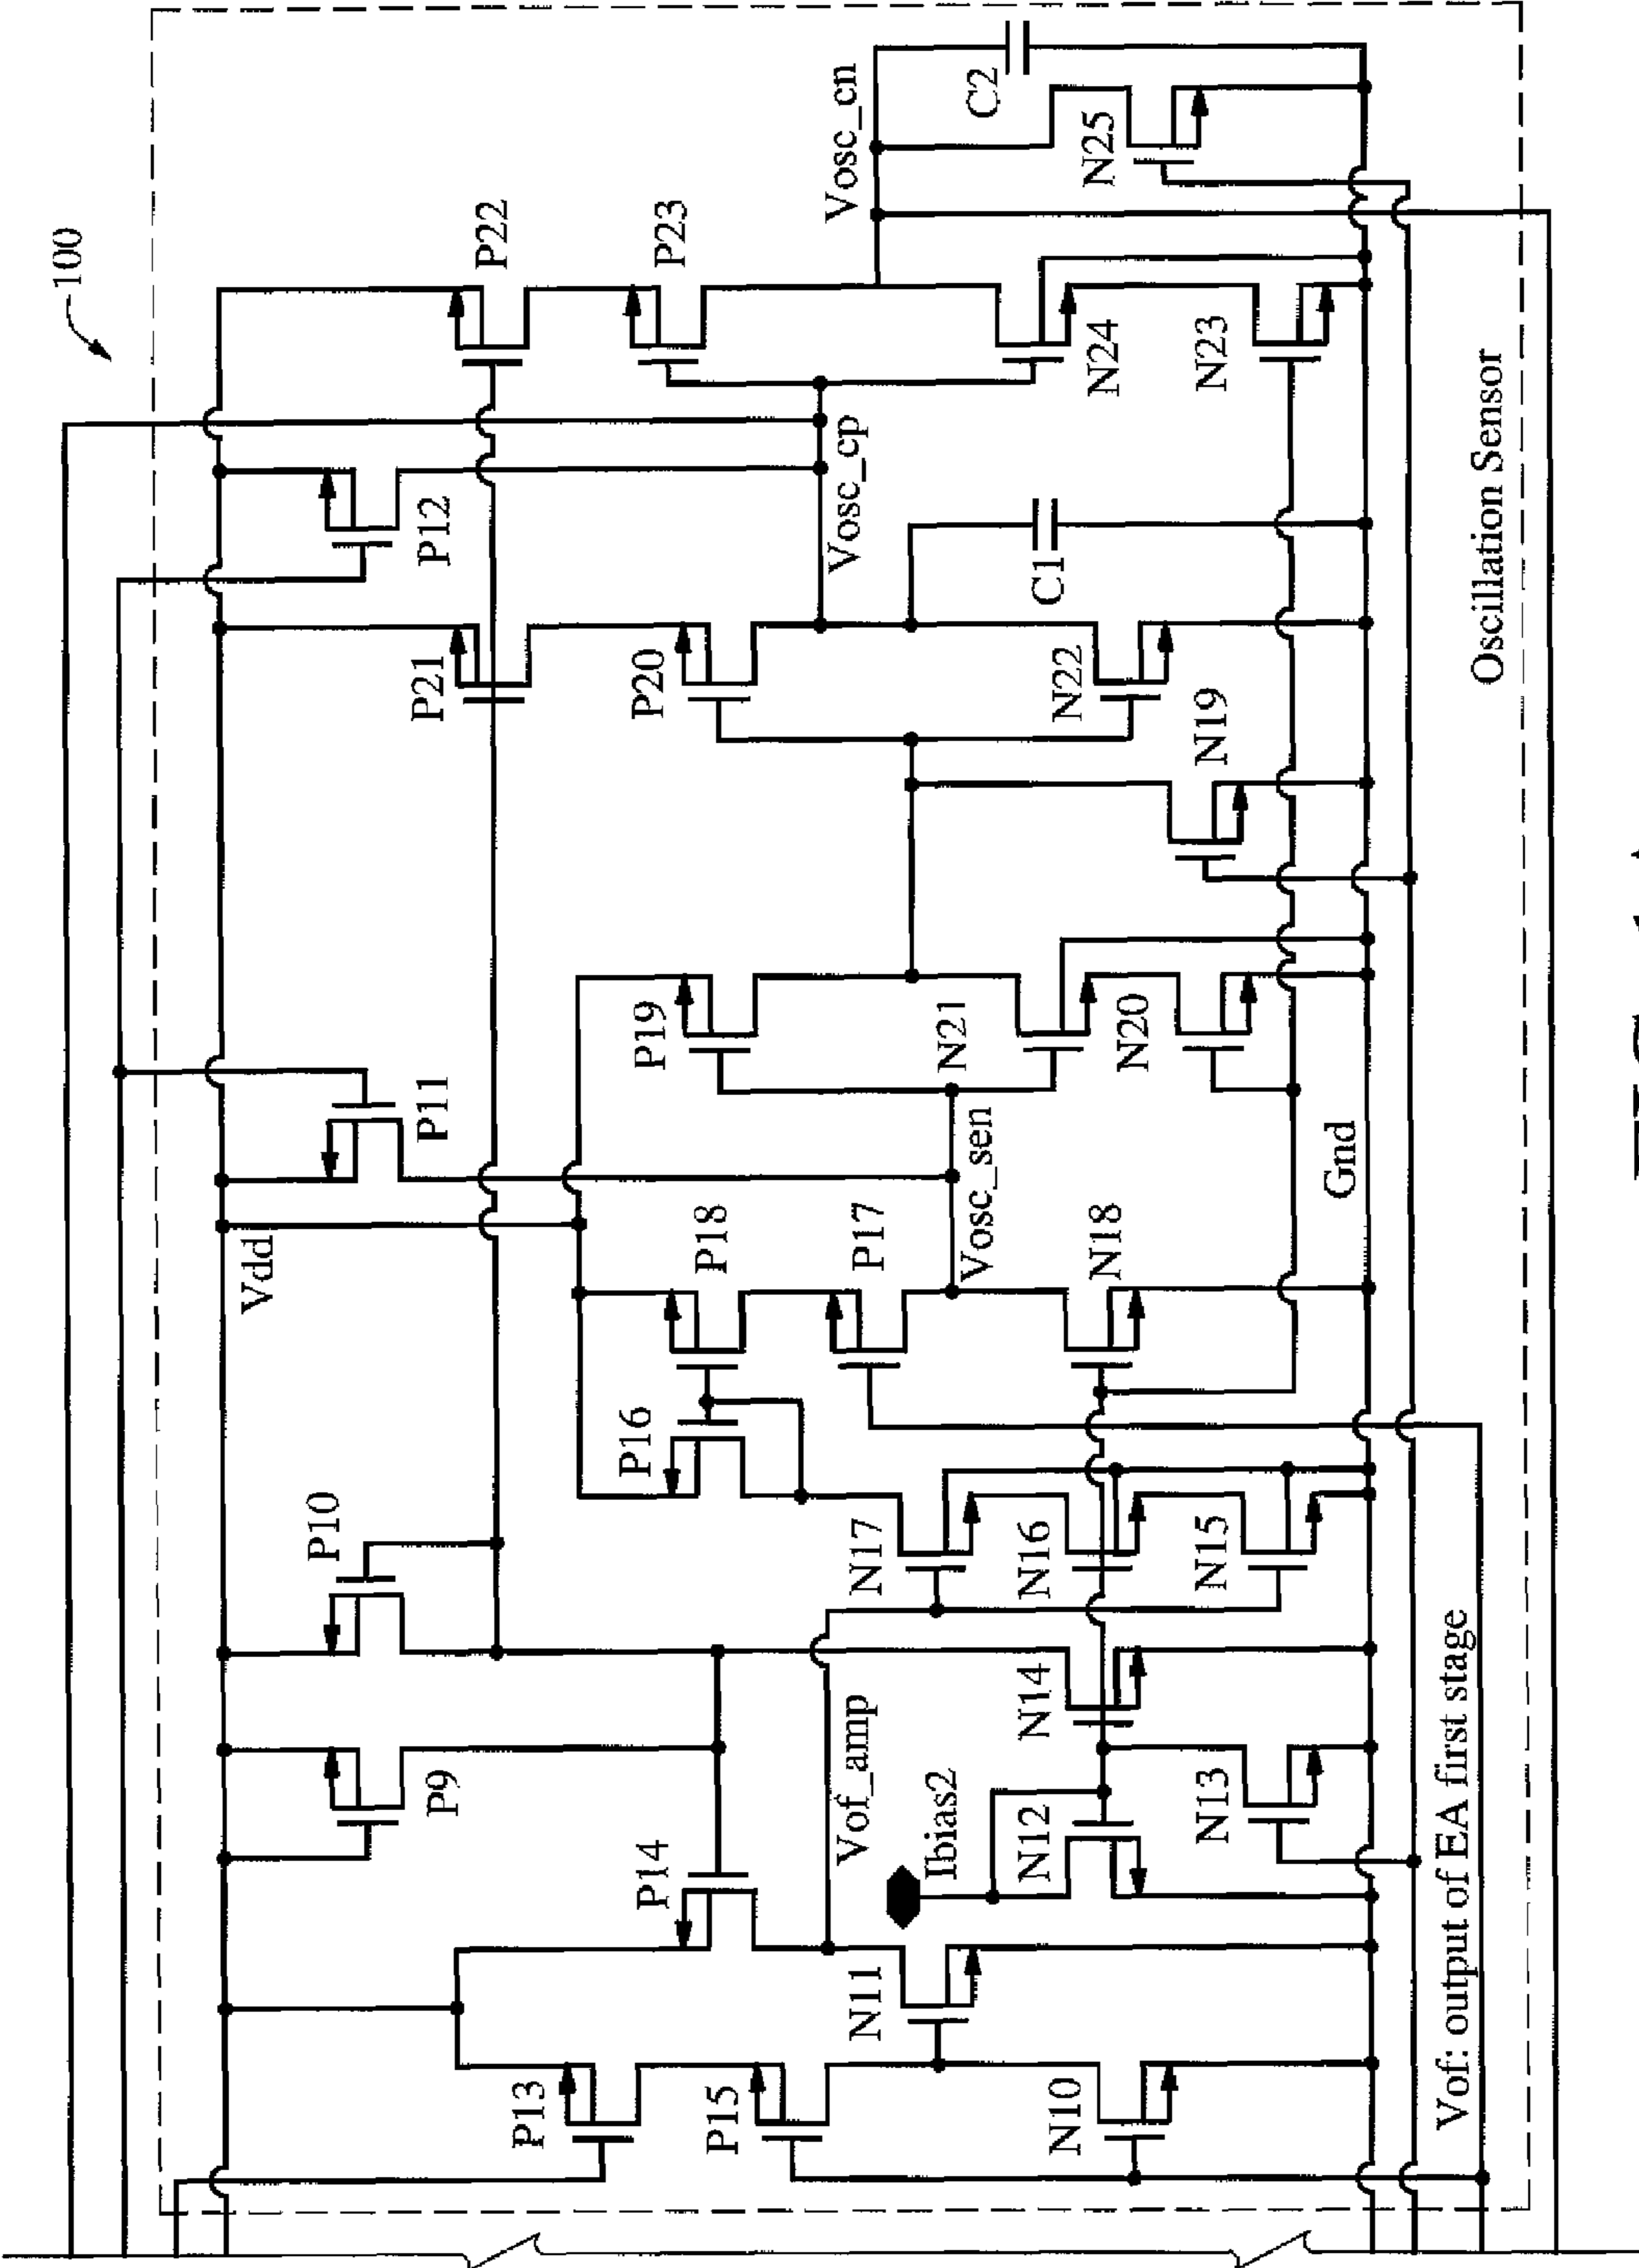 100
Vdd
P9
P10
P11
P12
P13
P14
P15
P16
P17
P18
P19
P20
P21
P22
P23
Vof_amp
Ibias2
Vosc_sen
Vosc_cp
Vosc_cn
N10
N11
N12
N13
N14
N15
N16
N17
N18
N19
N20
N21
N22
N23
N24
N25
C1
C2
Gnd
Vof: output of EA first stage
Oscillation Sensor